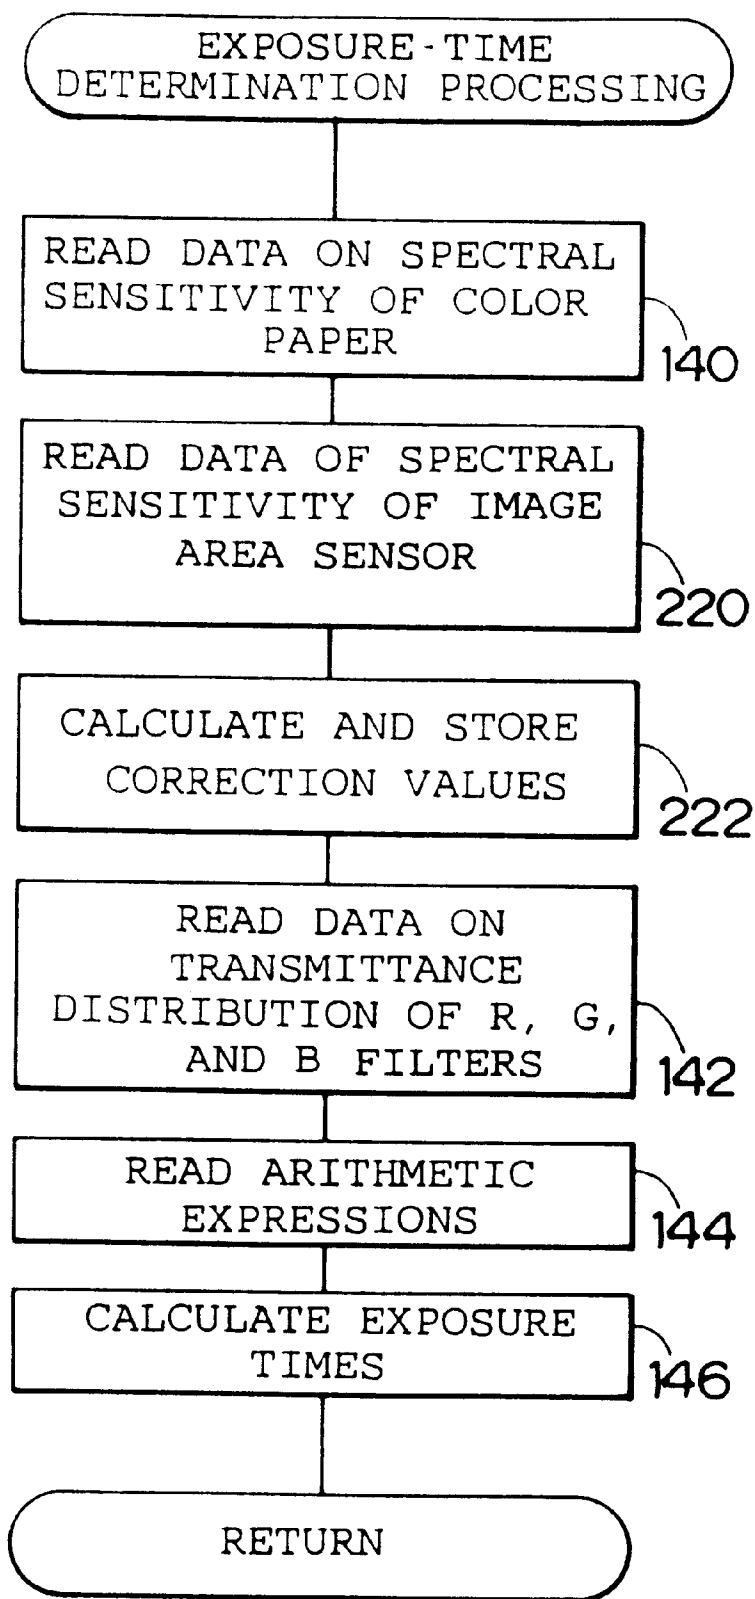 EXPOSURE-TIME
DETERMINATION PROCESSING
READ DATA ON SPECTRAL
SENSITIVITY OF COLOR
PAPER
140
READ DATA OF SPECTRAL
SENSITIVITY OF IMAGE
AREA SENSOR
220
CALCULATE AND STORE
CORRECTION VALUES
222
READ DATA ON
TRANSMITTANCE
DISTRIBUTION OF R, G,
AND B FILTERS
142
READ ARITHMETIC
EXPRESSIONS
144
CALCULATE EXPOSURE
TIMES
146
RETURN